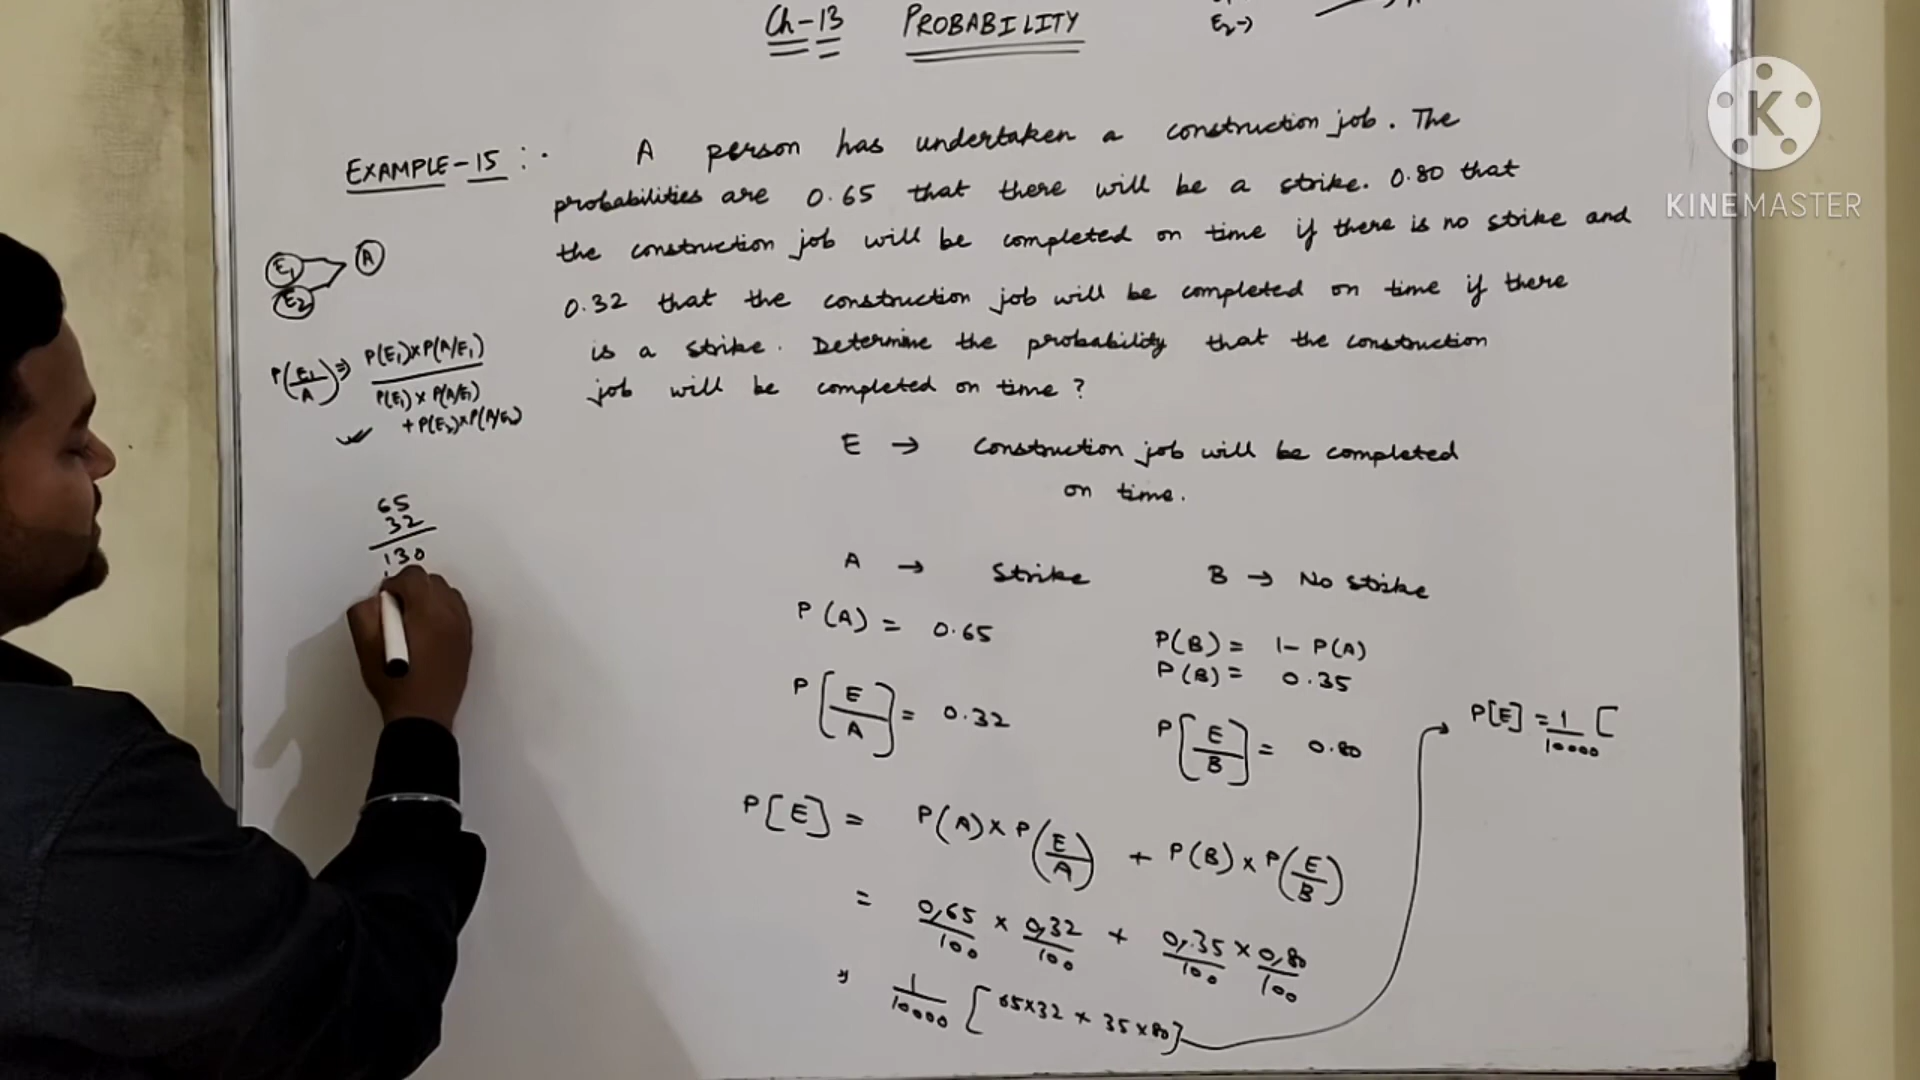 Ch-13 PROBABILITY
E2→
A
K
KINEMASTER
EXAMPLE-15 :. A person has undertaken a construction job. The
probabilities are 0.65 that there will be a strike. 0.80 that
the construction job will be completed on time if there is no strike and
0.32 that the construction job will be completed on time if there
is a strike. Determine the probability that the construction
job will be completed on time ?
E1 A
E2
P(E1/A) ⇒ P(E1)×P(A/E1)
P(E1) × P(A/E1)
+ P(E2)×P(A/E2)
65
32
130
E → Construction job will be completed
on time.
A → Strike B → No strike
P(A) = 0.65
P(B) = 1- P(A)
P(B) = 0.35
P[E/A] = 0.32
P[E/B] = 0.80
P[E] = 1/10000 [
P[E] = P(A)×P(E/A) + P(B)×P(E/B)
= 0,65/100 × 0,32/100 + 0,.35/100 × 0,80/100
⇒ 1/10000 [65×32 × 35×80]